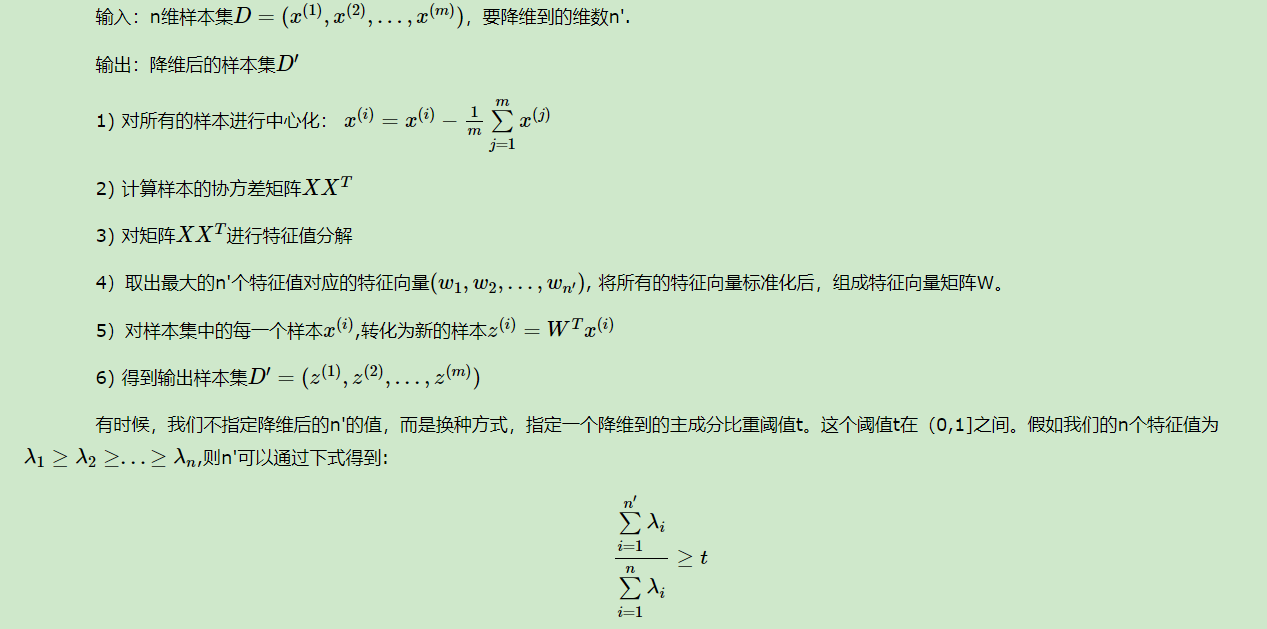 输入：n维样本集$D = (x^{(1)}, x^{(2)}, \ldots, x^{(m)})$，要降维到的维数n'.
输出：降维后的样本集$D'$
1) 对所有的样本进行中心化： $x^{(i)} = x^{(i)} - \frac{1}{m} \sum\limits_{j=1}^{m} x^{(j)}$
2) 计算样本的协方差矩阵$XX^T$
3) 对矩阵$XX^T$进行特征值分解
4）取出最大的n'个特征值对应的特征向量$(w_1, w_2, \ldots, w_{n'})$, 将所有的特征向量标准化后，组成特征向量矩阵W。
5）对样本集中的每一个样本$x^{(i)}$,转化为新的样本$z^{(i)} = W^T x^{(i)}$
6) 得到输出样本集$D' = (z^{(1)}, z^{(2)}, \ldots, z^{(m)})$
有时候，我们不指定降维后的n'的值，而是换种方式，指定一个降维到的主成分比重阈值t。这个阈值t在（0,1]之间。假如我们的n个特征值为
$\lambda_1 \geq \lambda_2 \geq \ldots \geq \lambda_n$,则n'可以通过下式得到:
$\frac{\sum\limits_{i=1}^{n'} \lambda_i}{\sum\limits_{i=1}^{n} \lambda_i} \geq t$